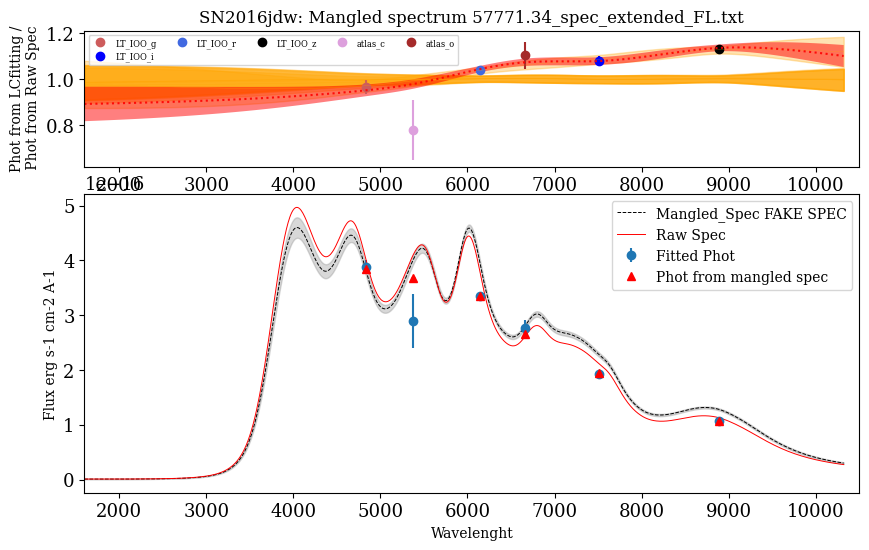 SN2016jdw: Mangled spectrum 57771.34_spec_extended_FL.txt
Phot from LCfitting /
Phot from Raw Spec
1.2
1.0
0.8
LT_IOO_g
LT_IOO_r
LT_IOO_z
atlas_c
atlas_o
LT_IOO_i
2000
3000
4000
5000
6000
7000
8000
9000
10000
1e−16
Flux erg s-1 cm-2 A-1
5
4
3
2
1
0
Mangled_Spec FAKE SPEC
Raw Spec
Fitted Phot
Phot from mangled spec
2000
3000
4000
5000
6000
7000
8000
9000
10000
Wavelenght